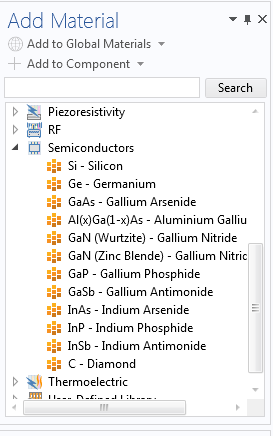 Add Material
Add to Global Materials
Add to Component
Search
Piezoresistivity
RF
Semiconductors
Si - Silicon
Ge - Germanium
GaAs - Gallium Arsenide
Al(x)Ga(1-x)As - Aluminium Galliu
GaN (Wurtzite) - Gallium Nitride
GaN (Zinc Blende) - Gallium Nitric
GaP - Gallium Phosphide
GaSb - Gallium Antimonide
InAs - Indium Arsenide
InP - Indium Phosphide
InSb - Indium Antimonide
C - Diamond
Thermoelectric
User-Defined Library